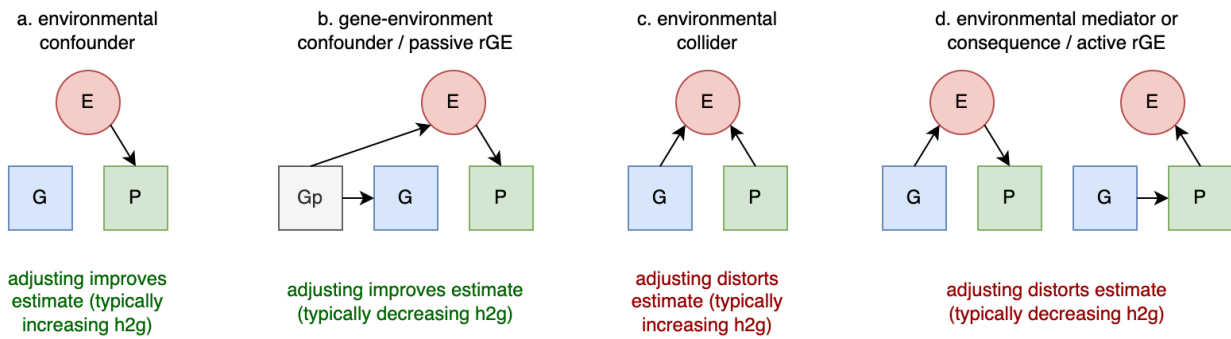 a. environmental
confounder
E
G
P
adjusting improves
estimate (typically
increasing h2g)
b. gene-environment
confounder / passive rGE
E
Gp
G
P
adjusting improves estimate
(typically decreasing h2g)
c. environmental
collider
E
G
P
adjusting distorts
estimate (typically
increasing h2g)
d. environmental mediator or
consequence / active rGE
E
E
G
P
G
P
adjusting distorts estimate
(typically decreasing h2g)